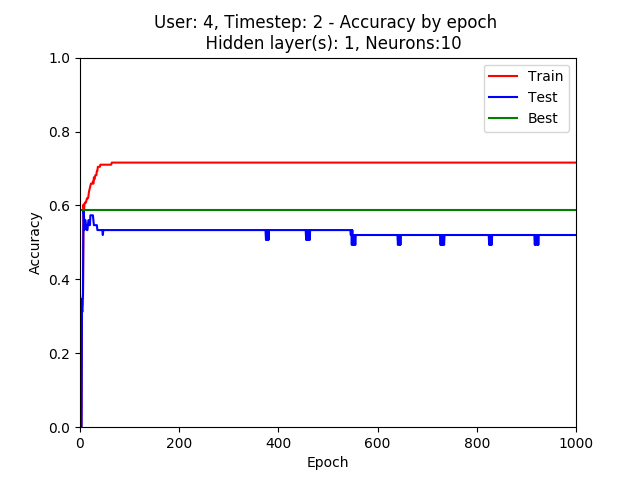 User: 4, Timestep: 2 - Accuracy by epoch
Hidden layer(s): 1, Neurons:10
Train
Test
Best
1.0
0.8
0.6
0.4
0.2
0.0
Accuracy
0 200 400 600 800 1000
Epoch